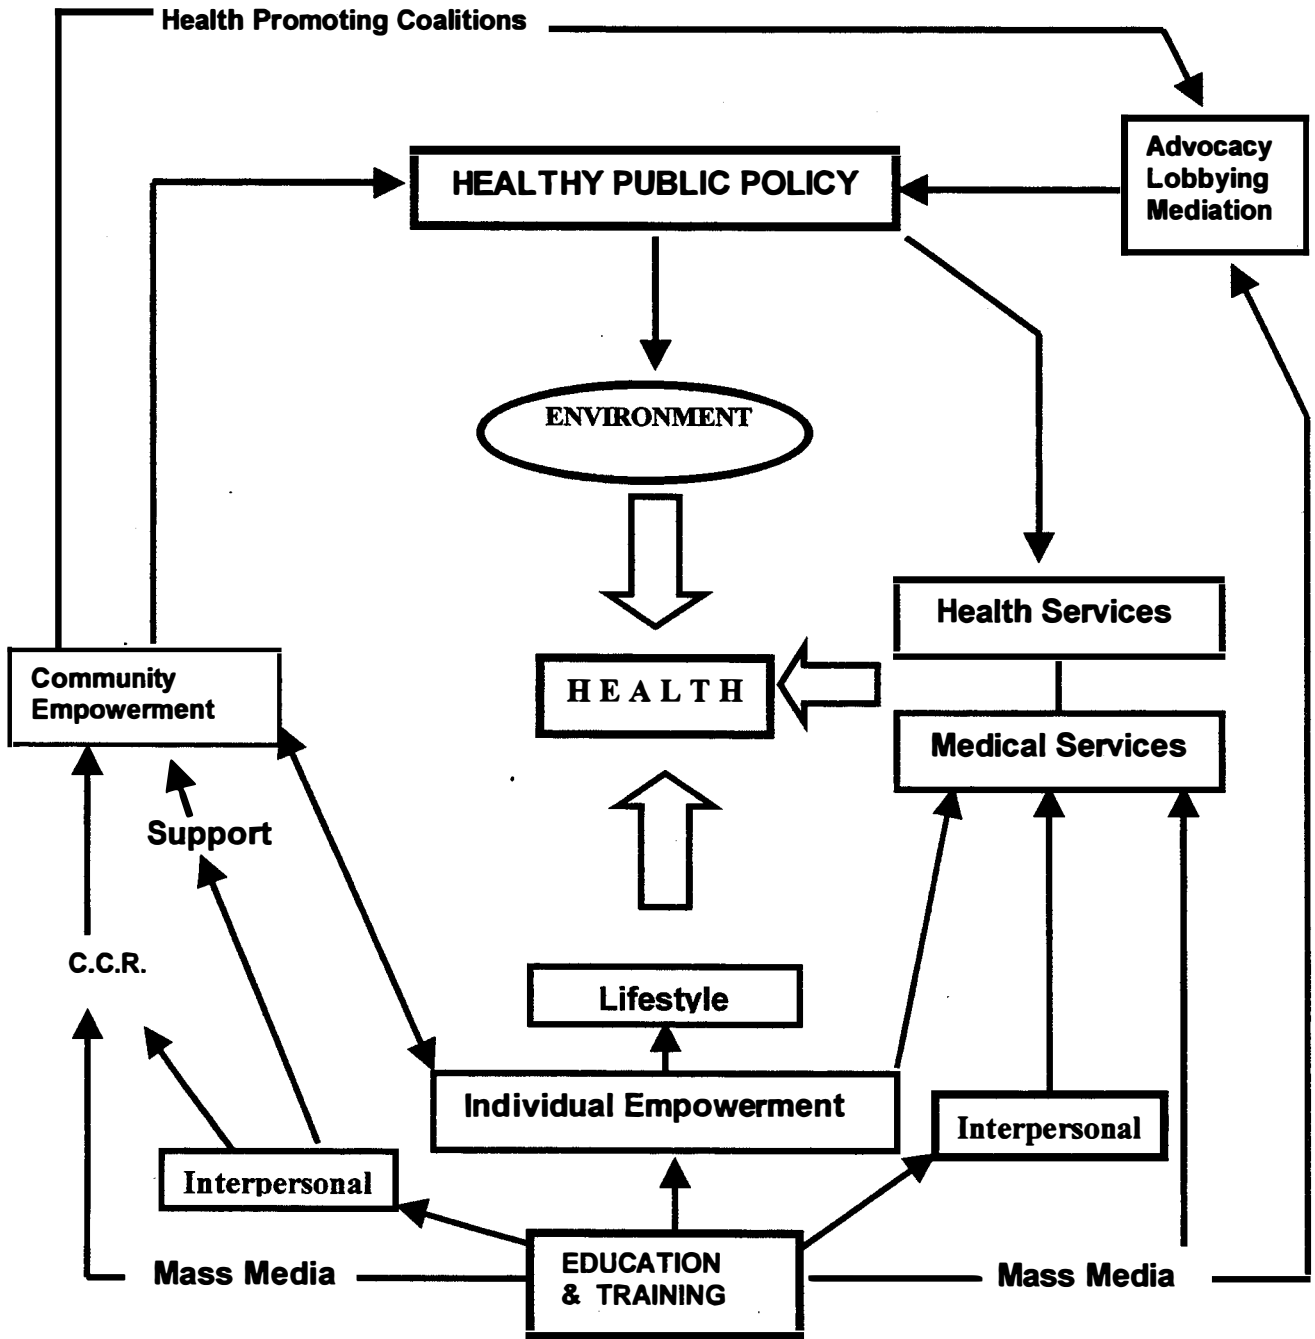 Health Promoting Coalitions
Advocacy
Lobbying
Mediation
HEALTHY PUBLIC POLICY
ENVIRONMENT
Health Services
Community
Empowerment
H E A L T H
Medical Services
Support
C.C.R.
Lifestyle
Individual Empowerment
Interpersonal
Interpersonal
EDUCATION
& TRAINING
Mass Media
Mass Media